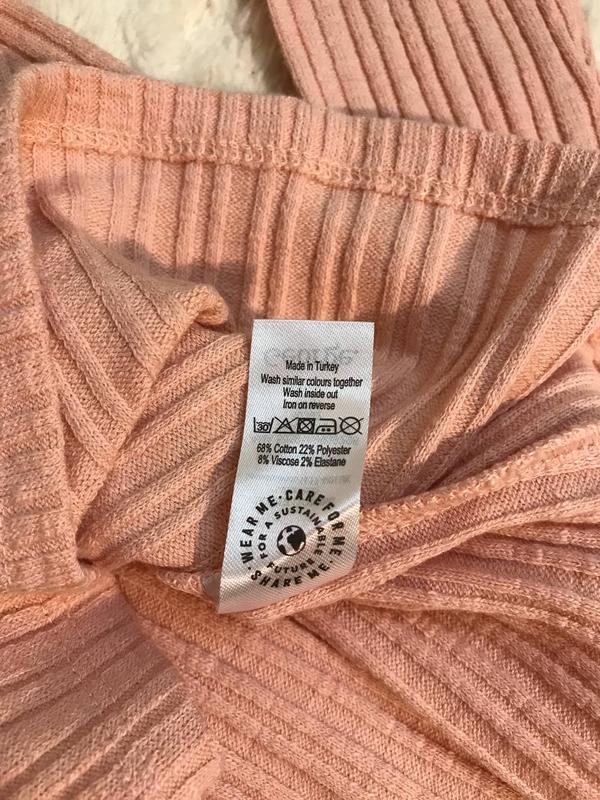 Made in Turkey
Wash similar colours together
Wash inside out
Iron on reverse
30
68% Cotton 22% Polyester
8% Viscose 2% Elastane
WEAR ME · CARE FOR ME · SHARE ME ·
FOR A SUSTAINABLE FUTURE